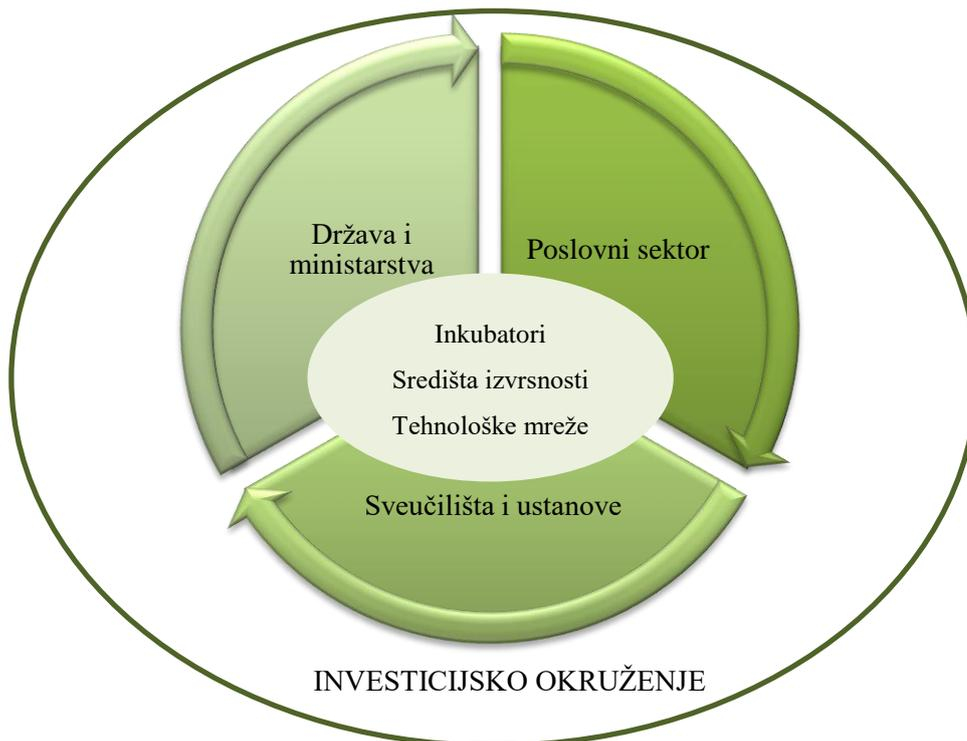 Država i
ministarstva
Poslovni sektor
Inkubatori
Središta izvrsnosti
Tehnološke mreže
Sveučilišta i ustanove
INVESTICIJSKO OKRUŽENJE